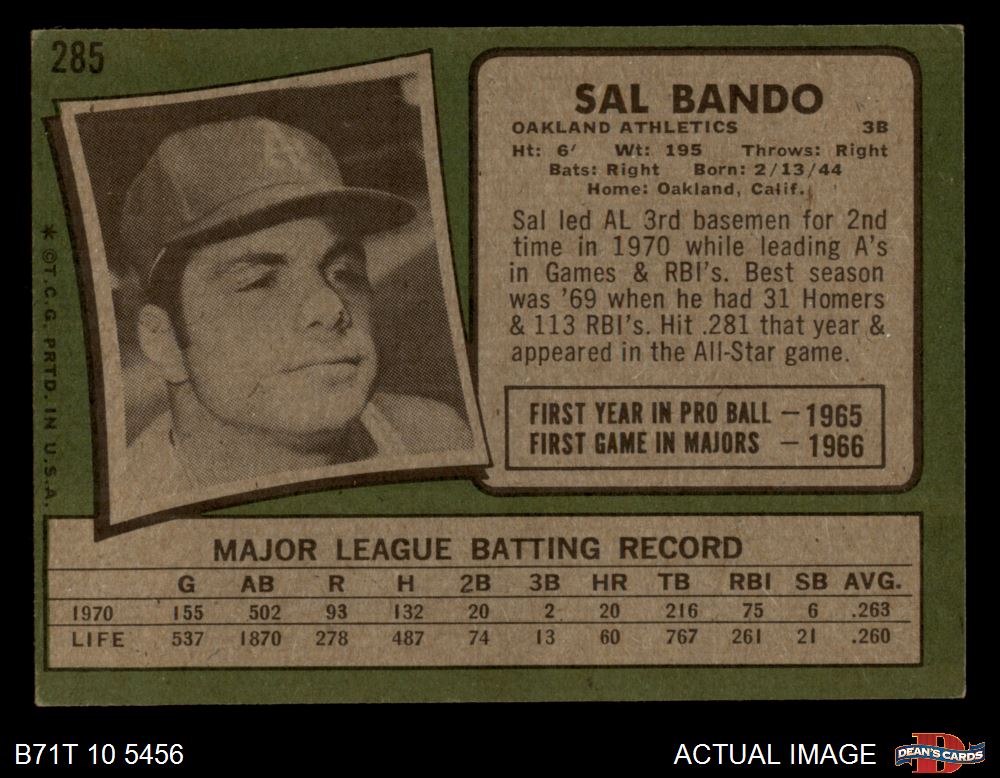 285
* ©T.C.G. PRTD. IN U.S.A.
SAL BANDO
OAKLAND ATHLETICS 3B
Ht: 6' Wt: 195 Throws: Right
Bats: Right Born: 2/13/44
Home: Oakland, Calif.
Sal led AL 3rd basemen for 2nd
time in 1970 while leading A's
in Games & RBI's. Best season
was '69 when he had 31 Homers
& 113 RBI's. Hit .281 that year &
appeared in the All-Star game.
FIRST YEAR IN PRO BALL — 1965
FIRST GAME IN MAJORS — 1966
MAJOR LEAGUE BATTING RECORD
G AB R H 2B 3B HR TB RBI SB AVG.
1970 155 502 93 132 20 2 20 216 75 6 .263
LIFE 537 1870 278 487 74 13 60 767 261 21 .260
B71T 10 5456
ACTUAL IMAGE
D
DEAN'S CARDS